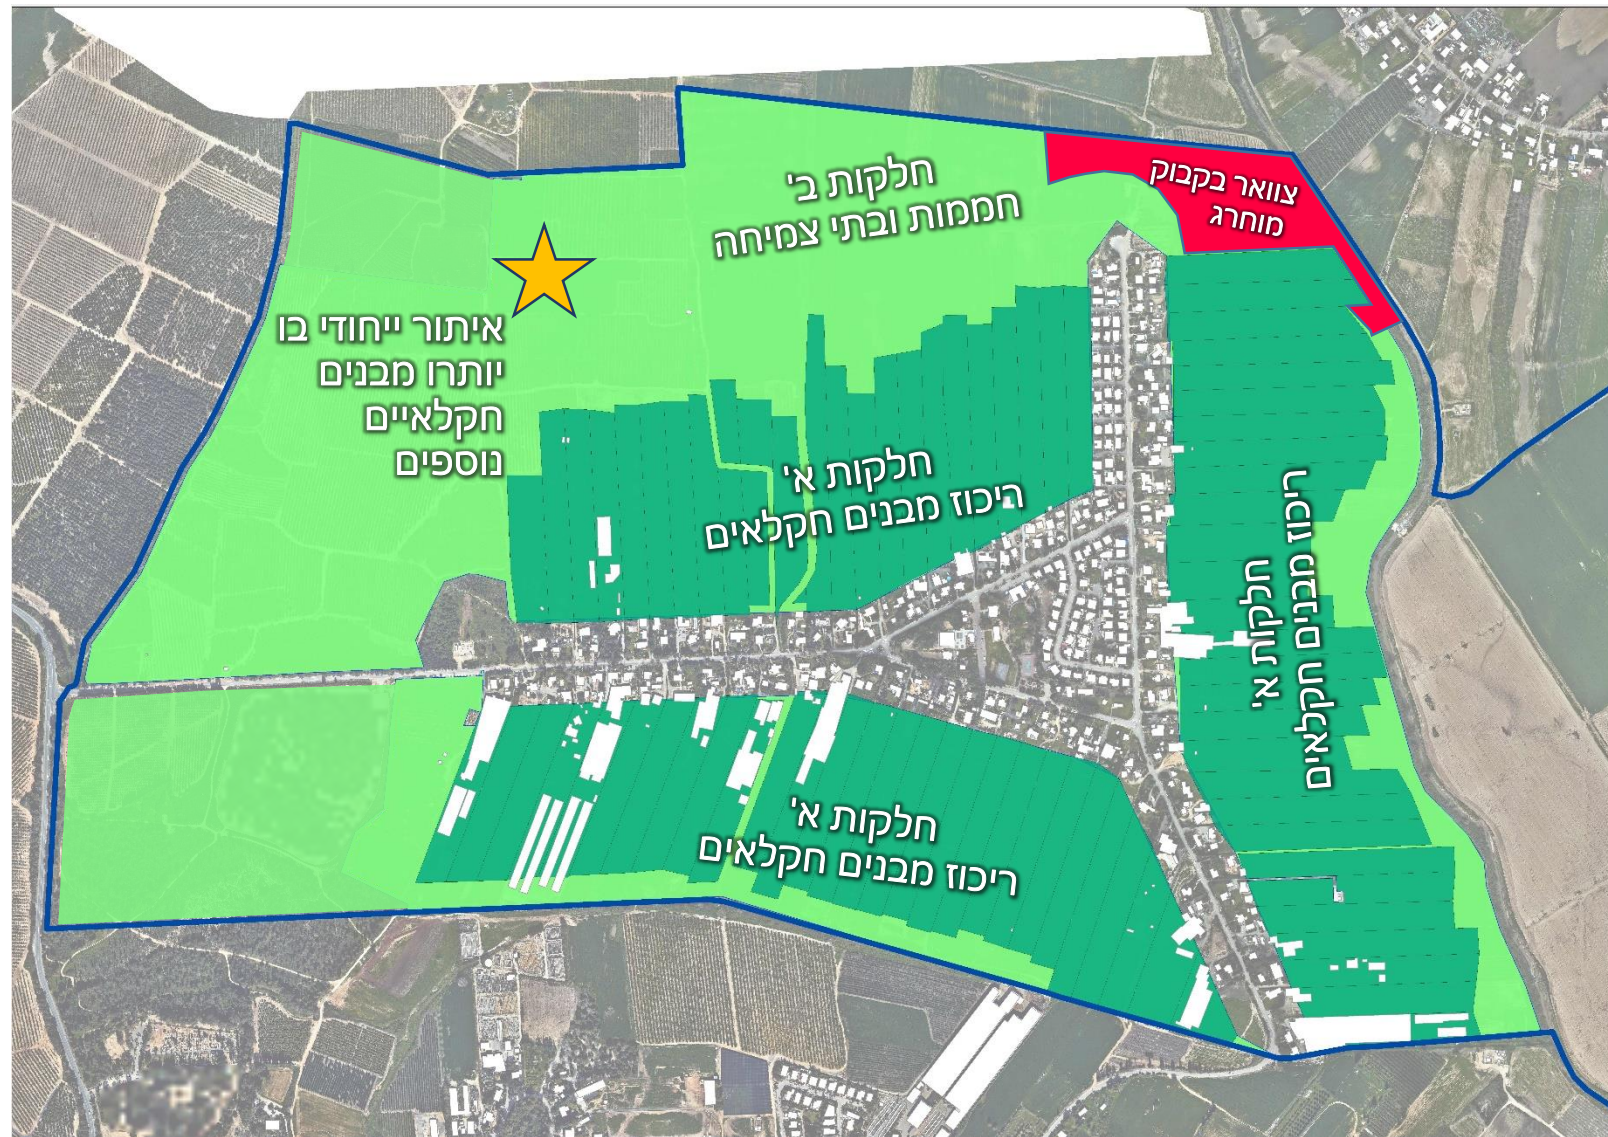 חלקות ב'
חממות ובתי צמיחה
צוואר בקבוק
מוחרג
איתור ייחודי בו
יותרו מבנים
חקלאיים
נוספים
חלקות א'
היכוז מבנים חקלאים
חלקות א'
ריכוז מבנים חקלאים
חלקות א'
ריכוז מבנים חקלאים